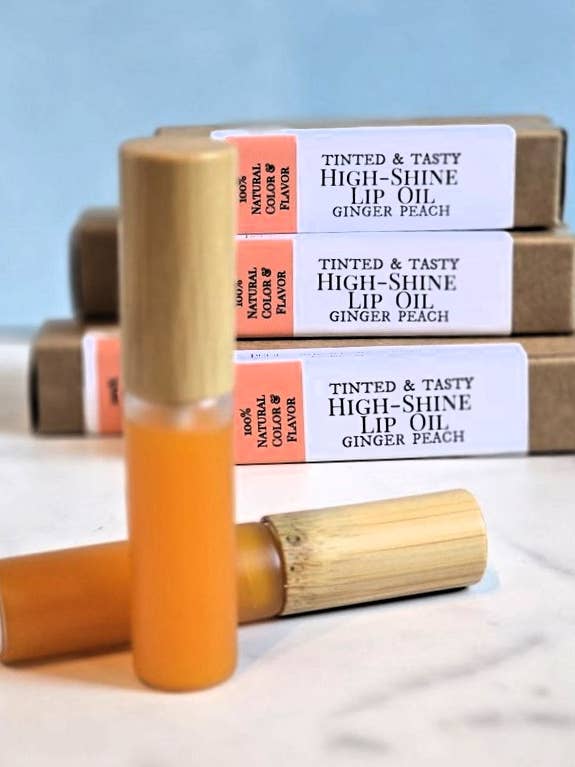 100%
NATURAL
COLOR &
FLAVOR
TINTED & TASTY
HIGH-SHINE
LIP OIL
GINGER PEACH
100%
NATURAL
COLOR &
FLAVOR
TINTED & TASTY
HIGH-SHINE
LIP OIL
GINGER PEACH
100%
NATURAL
COLOR &
FLAVOR
TINTED & TASTY
HIGH-SHINE
LIP OIL
GINGER PEACH